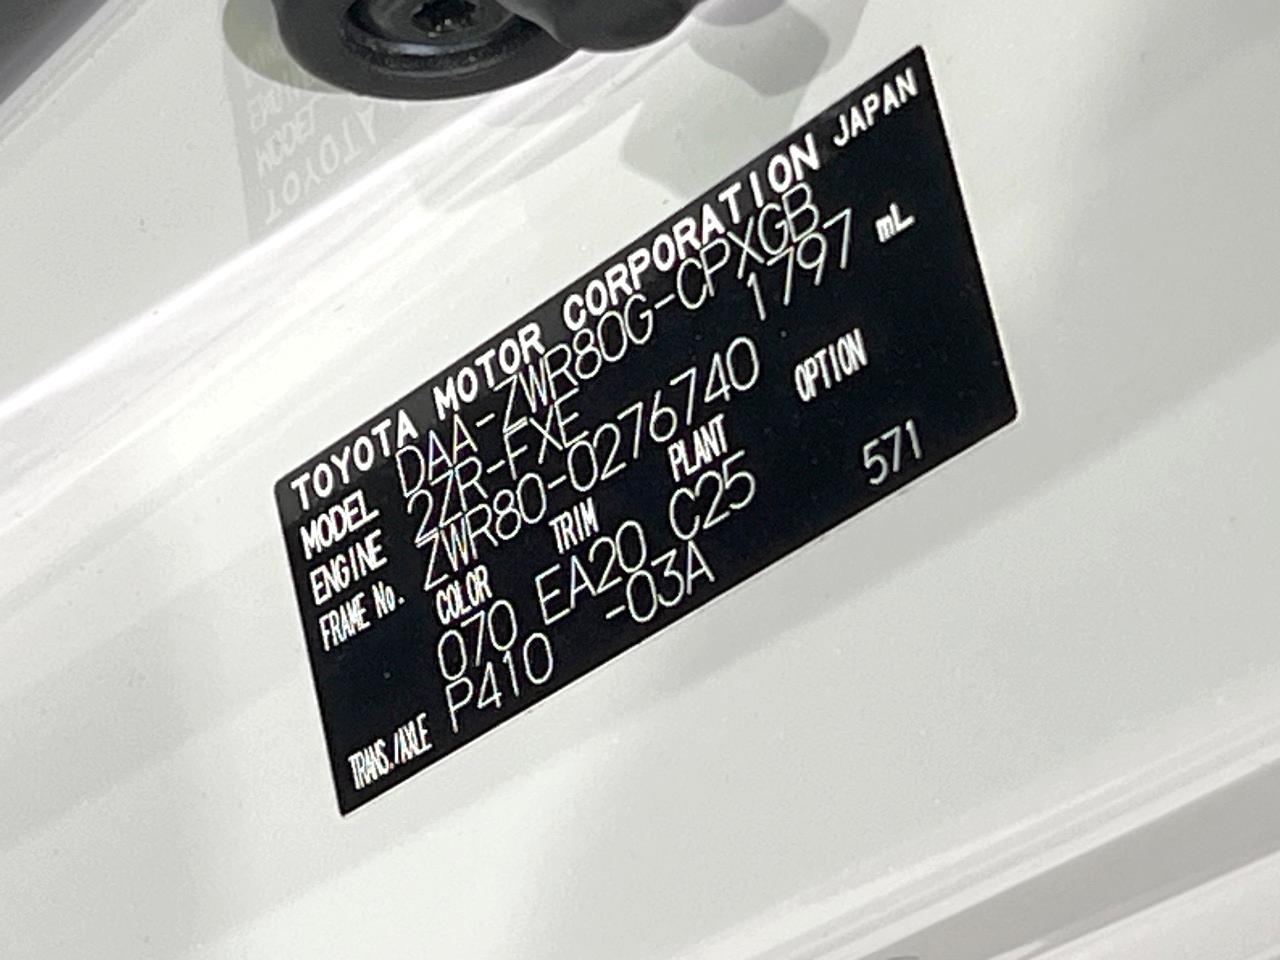 TOYOTA MOTOR CORPORATION JAPAN
MODEL DAA-ZWR80G-CPXGB
ENGINE 2ZR-FXE 1797 mL
FRAME No. ZWR80-0276740
COLOR TRIM PLANT OPTION
070 EA20 C25 571
TRANS./AXLE P410 -03A